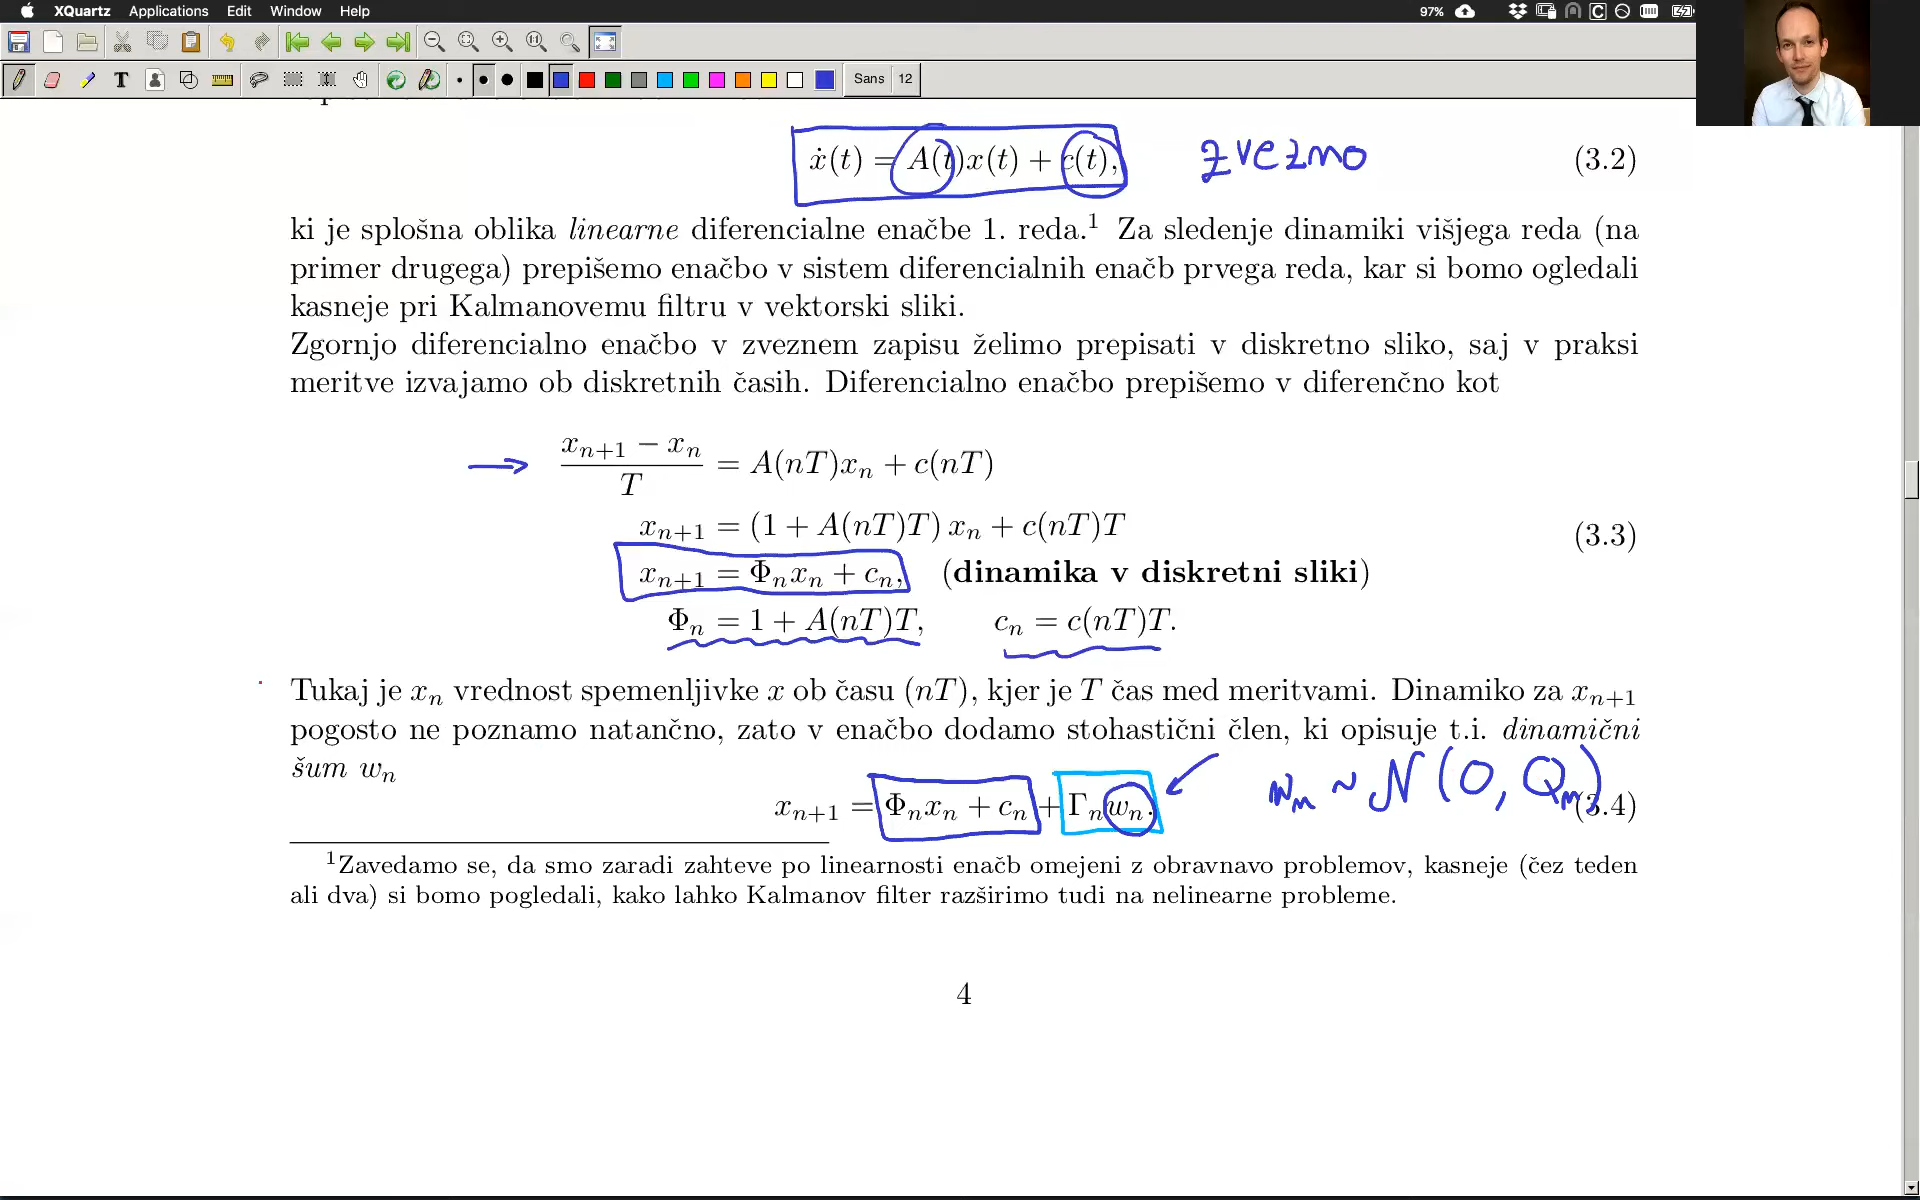 XQuartz Applications Edit Window Help 97%
Sans 12
ẋ(t) = A(t)x(t) + c(t), zvezno (3.2)
ki je splošna oblika linearne diferencialne enačbe 1. reda.¹ Za sledenje dinamiki višjega reda (na
primer drugega) prepišemo enačbo v sistem diferencialnih enačb prvega reda, kar si bomo ogledali
kasneje pri Kalmanovemu filtru v vektorski sliki.
Zgornjo diferencialno enačbo v zveznem zapisu želimo prepisati v diskretno sliko, saj v praksi
meritve izvajamo ob diskretnih časih. Diferencialno enačbo prepišemo v diferenčno kot
→ (x_{n+1} − x_n)/T = A(nT)x_n + c(nT)
x_{n+1} = (1 + A(nT)T) x_n + c(nT)T (3.3)
x_{n+1} = Φ_n x_n + c_n, (dinamika v diskretni sliki)
Φ_n = 1 + A(nT)T, c_n = c(nT)T.
Tukaj je x_n vrednost spemenljivke x ob času (nT), kjer je T čas med meritvami. Dinamiko za x_{n+1}
pogosto ne poznamo natančno, zato v enačbo dodamo stohastični člen, ki opisuje t.i. dinamični
šum w_n
x_{n+1} = Φ_n x_n + c_n + Γ_n w_n. w_n ~ N(0, Q_n) (3.4)
¹Zavedamo se, da smo zaradi zahteve po linearnosti enačb omejeni z obravnavo problemov, kasneje (čez teden
ali dva) si bomo pogledali, kako lahko Kalmanov filter razširimo tudi na nelinearne probleme.
4